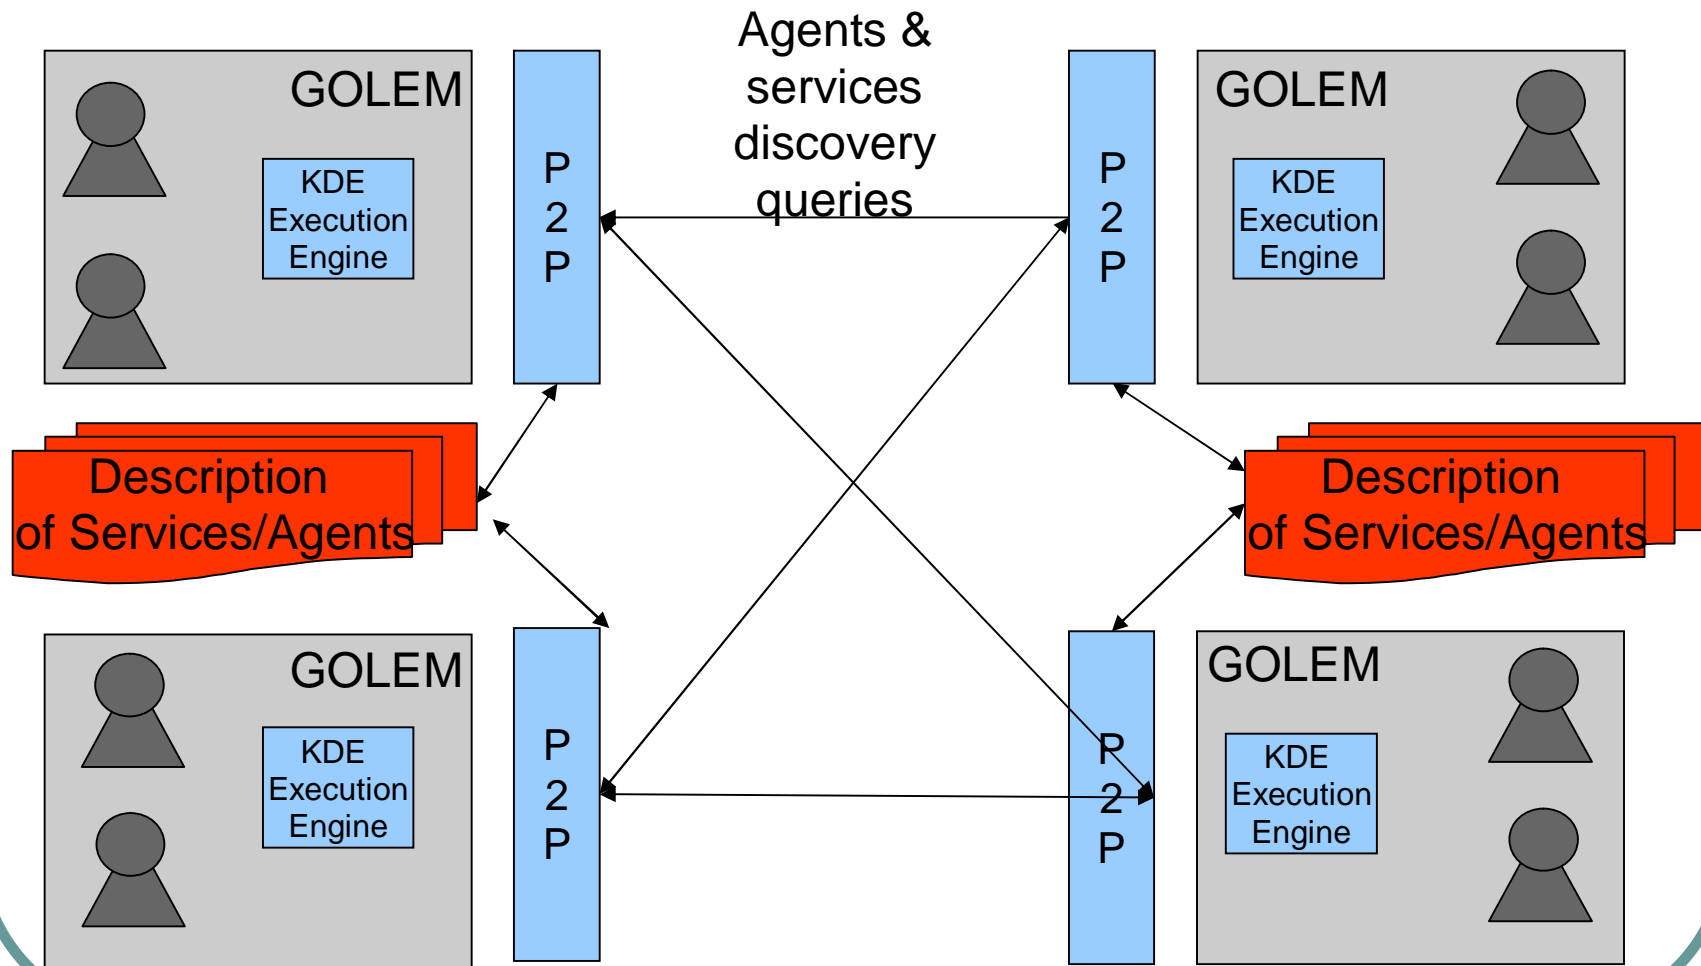 Agents &
services
discovery
queries
GOLEM
KDE
Execution
Engine
P
2
P
P
2
P
GOLEM
KDE
Execution
Engine
Description
of Services/Agents
Description
of Services/Agents
GOLEM
KDE
Execution
Engine
P
2
P
P
2
P
GOLEM
KDE
Execution
Engine